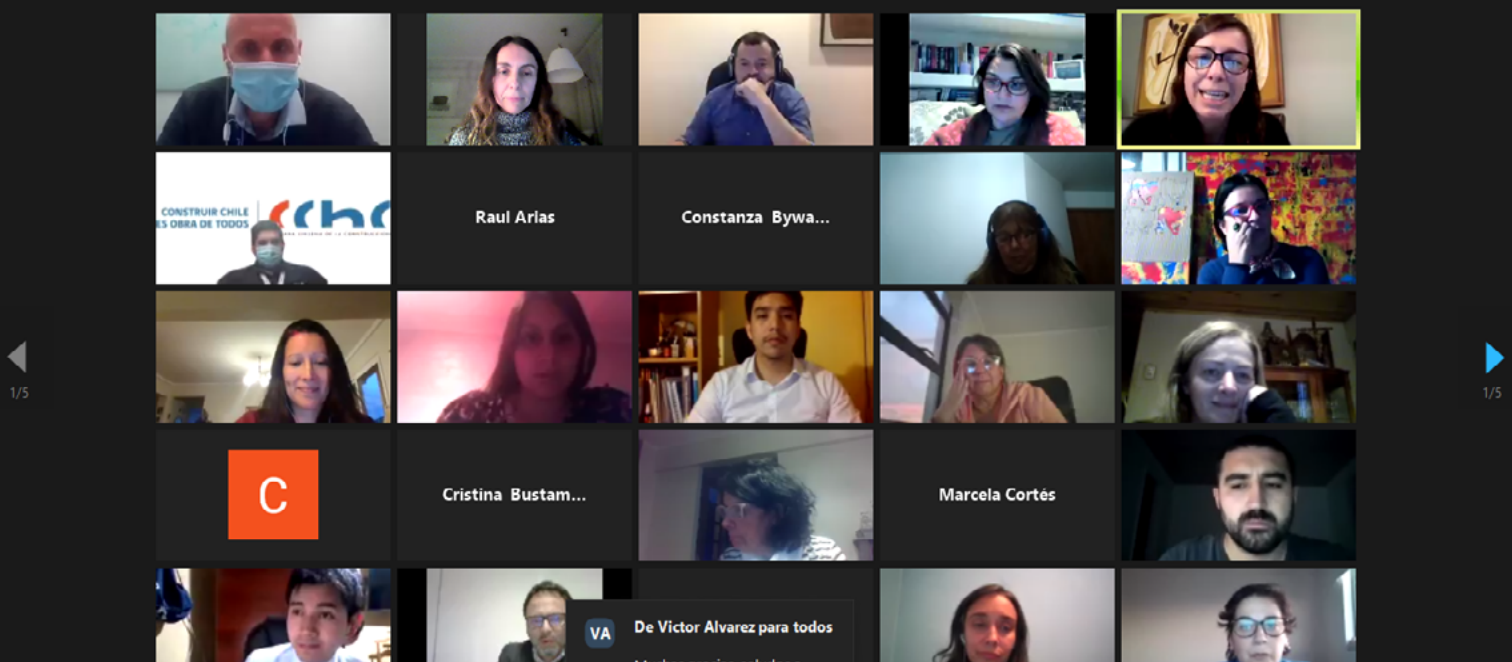 CONSTRUIR CHILE
ES OBRA DE TODOS
CChC
Raul Arias
Constanza Bywa...
1/5
1/5
C
Cristina Bustam...
Marcela Cortés
VA
De Victor Alvarez para todos